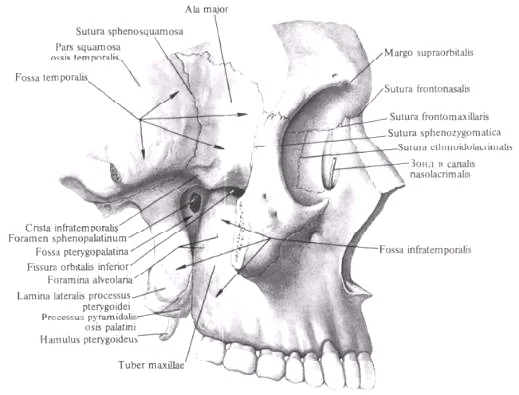 Ala major
Sutura sphenosquamosa
Pars squamosa
ossis temporalis
Fossa temporalis
Margo supraorbitalis
Sutura frontonasalis
Sutura frontomaxillaris
Sutura sphenozygomatica
Sutura ethmoidolacrimalis
Зонд в canalis
nasolacrimalis
Crista infratemporalis
Foramen sphenopalatinum
Fossa pterygopalatina
Fissura orbitalis inferior
Foramina alveolaria
Lamina lateralis processus
pterygoidei
Processus pyramidalis
osis palatini
Hamulus pterygoideus
Fossa infratemporalis
Tuber maxillae